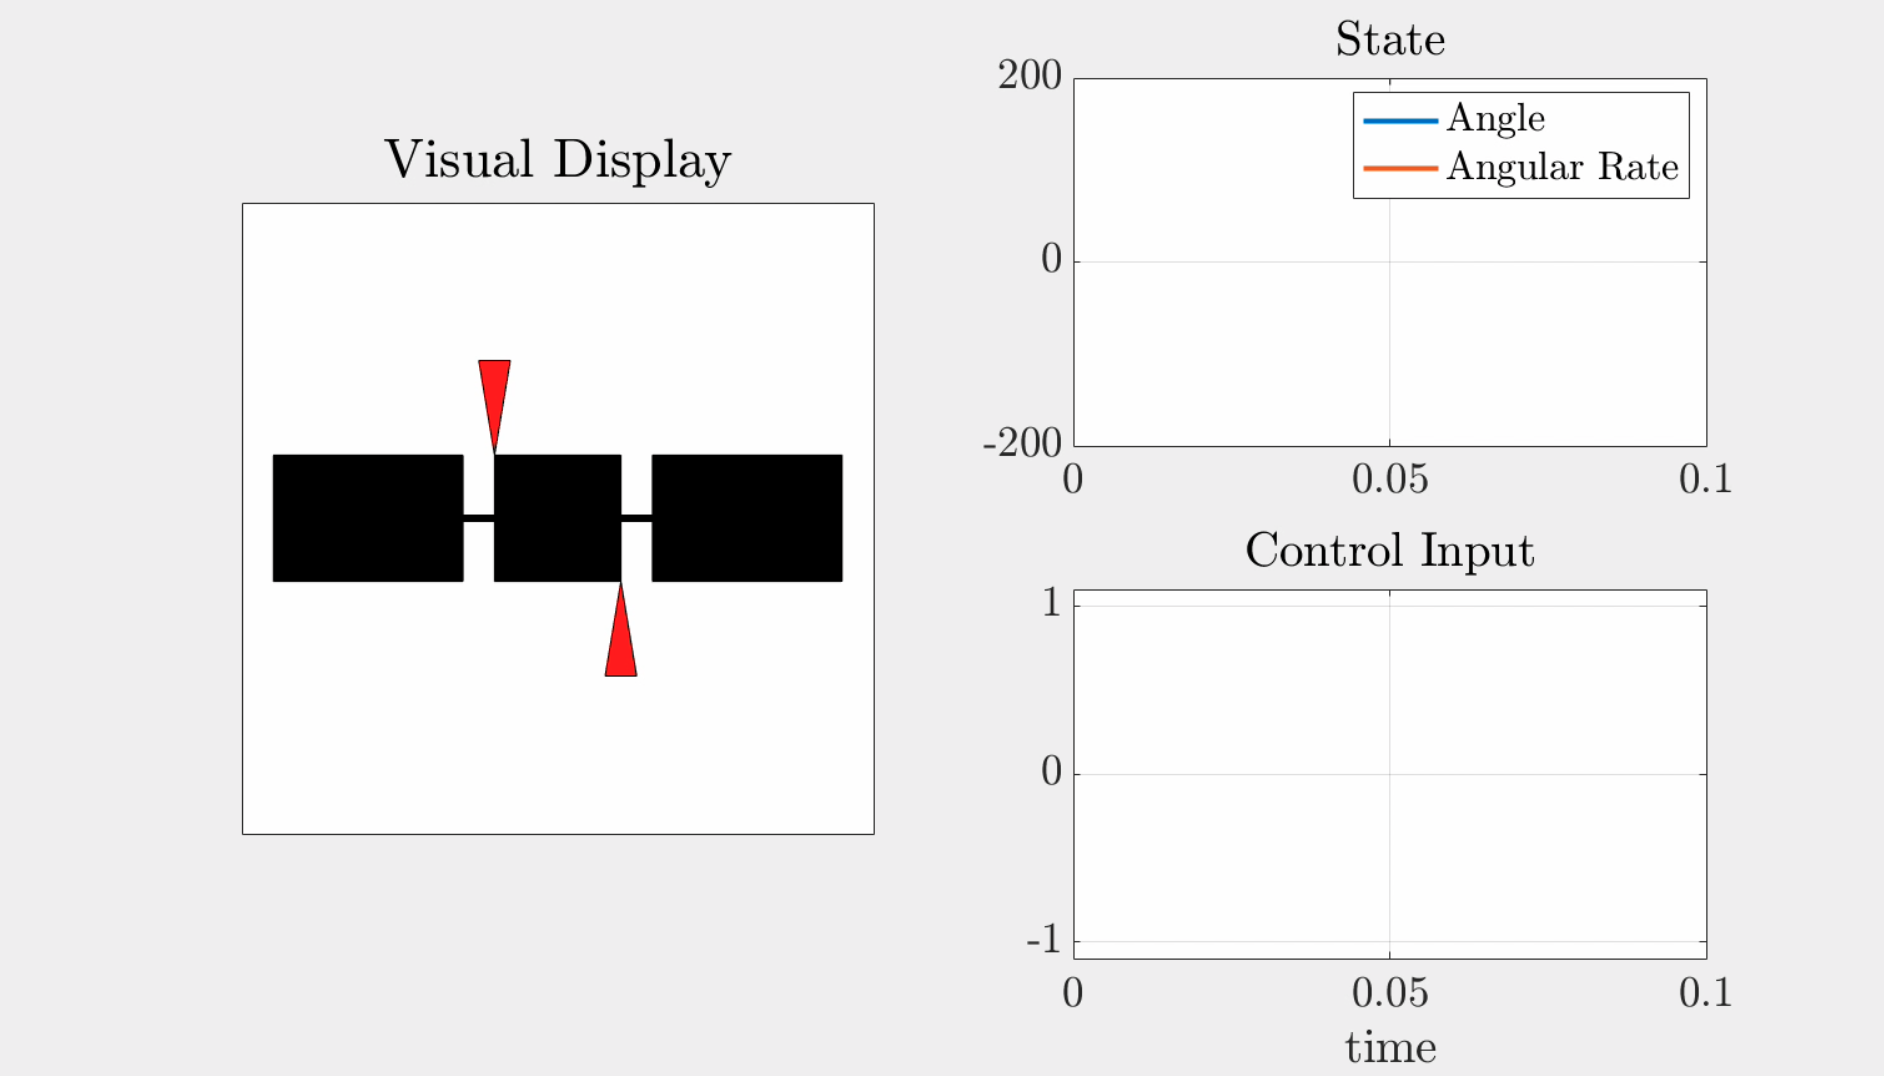 Visual Display
State
200
0
-200
Angle
Angular Rate
0 0.05 0.1
Control Input
1
0
-1
0 0.05 0.1
time